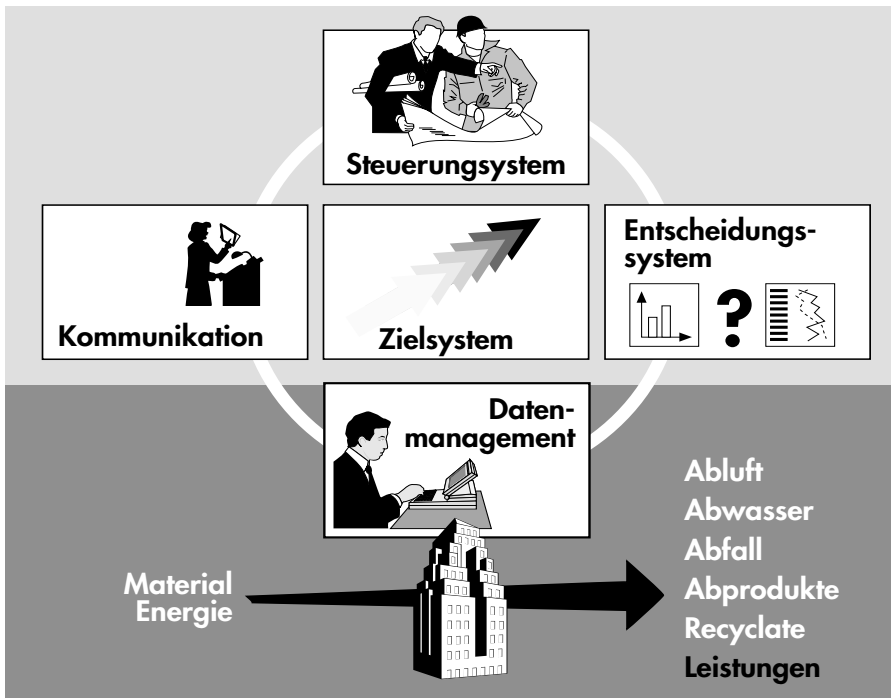 Steuerungsystem
Kommunikation
Zielsystem
Entscheidungs-
system
Daten-
management
Material
Energie
Abluft
Abwasser
Abfall
Abprodukte
Recyclate
Leistungen